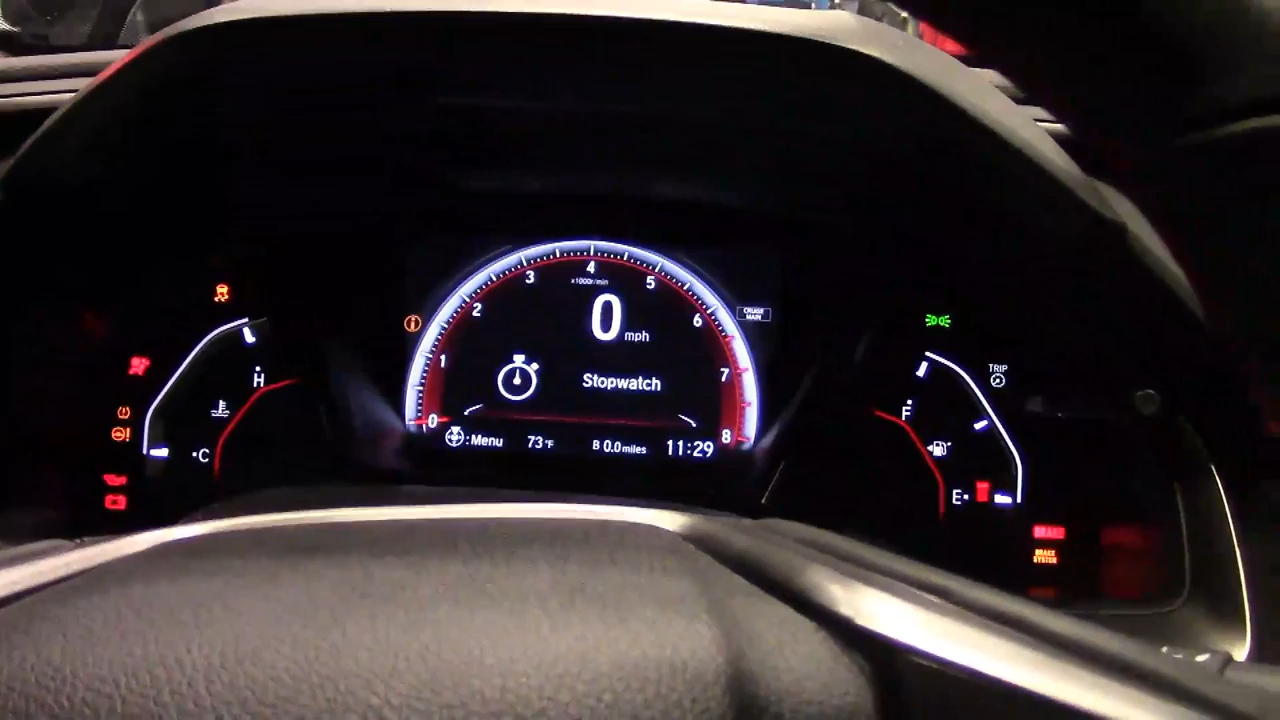 4
3
5
x1000r/min
2
6
0
mph
CRUISE
MAIN
1
7
Stopwatch
0
8
: Menu
73°F
B 0.0 miles
11:29
H
C
TRIP
F
E
BRAKE
BRAKE
SYSTEM